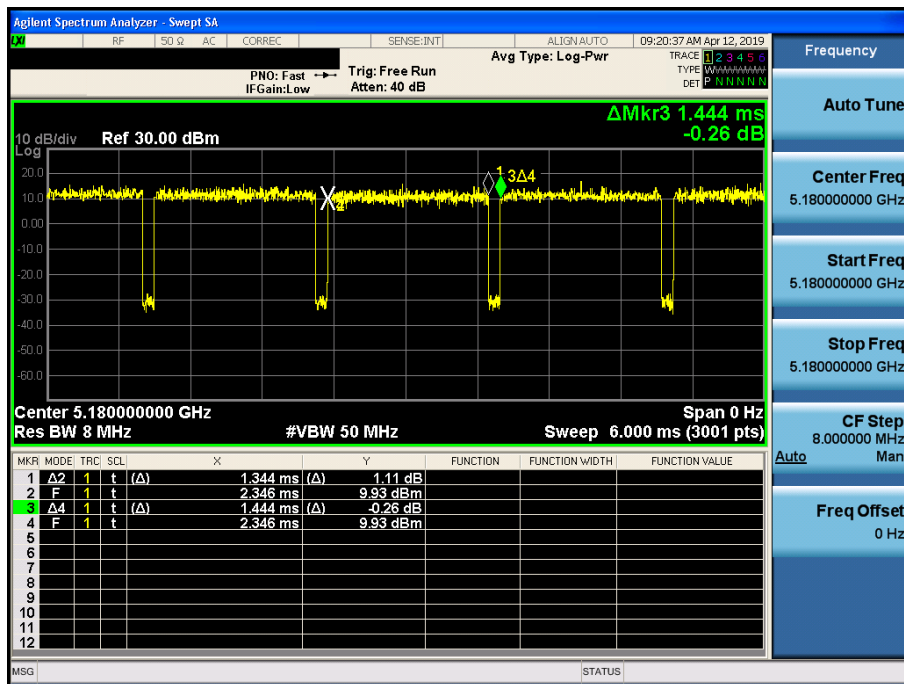 Agilent Spectrum Analyzer - Swept SA
LXI RF 50 Ω AC CORREC SENSE:INT ALIGN AUTO 09:20:37 AM Apr 12, 2019
Avg Type: Log-Pwr
TRACE 1 2 3 4 5 6
TYPE WWWWWW
DET P N N N N N
PNO: Fast
IFGain:Low
Trig: Free Run
Atten: 40 dB
ΔMkr3 1.444 ms
-0.26 dB
10 dB/div Ref 30.00 dBm
Log
20.0
10.0
0.00
-10.0
-20.0
-30.0
-40.0
-50.0
-60.0
1
3Δ4
Center 5.180000000 GHz Span 0 Hz
Res BW 8 MHz #VBW 50 MHz Sweep 6.000 ms (3001 pts)
MKR MODE TRC SCL X Y FUNCTION FUNCTION WIDTH FUNCTION VALUE
1 Δ2 1 t (Δ) 1.344 ms (Δ) 1.11 dB
2 F 1 t 2.346 ms 9.93 dBm
3 Δ4 1 t (Δ) 1.444 ms (Δ) -0.26 dB
4 F 1 t 2.346 ms 9.93 dBm
5
6
7
8
9
10
11
12
MSG STATUS
Frequency
Auto Tune
Center Freq
5.180000000 GHz
Start Freq
5.180000000 GHz
Stop Freq
5.180000000 GHz
CF Step
8.000000 MHz
Auto Man
Freq Offset
0 Hz